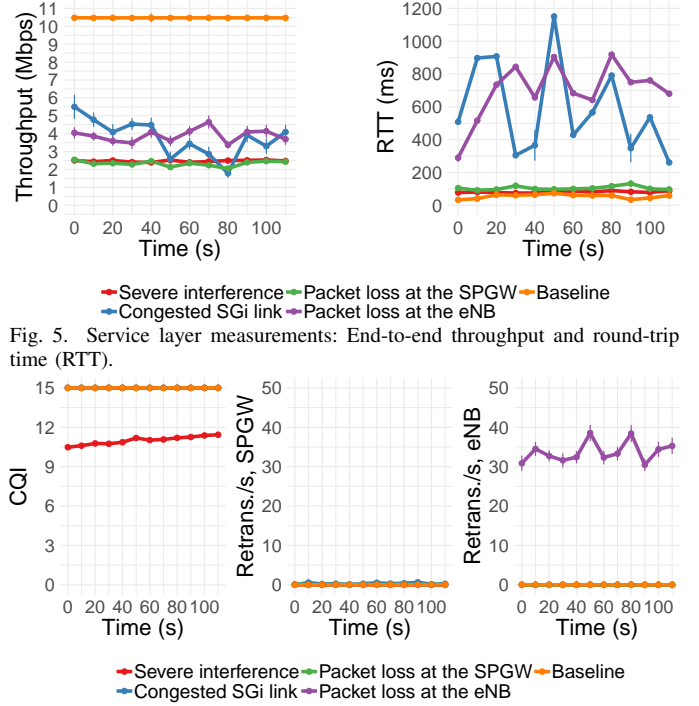 Throughput (Mbps)
11
10
9
8
7
6
5
4
3
2
1
0
0 20 40 60 80 100
Time (s)
RTT (ms)
1200
1000
800
600
400
200
0
0 20 40 60 80 100
Time (s)
Severe interference Packet loss at the SPGW Baseline
Congested SGi link Packet loss at the eNB
Fig. 5. Service layer measurements: End-to-end throughput and round-trip
time (RTT).
CQI
15
12
9
6
3
0
0 20 40 60 80 100
Time (s)
Retrans./s, SPGW
50
40
30
20
10
0
0 20 40 60 80 100
Time (s)
Retrans./s, eNB
50
40
30
20
10
0
0 20 40 60 80 100
Time (s)
Severe interference Packet loss at the SPGW Baseline
Congested SGi link Packet loss at the eNB